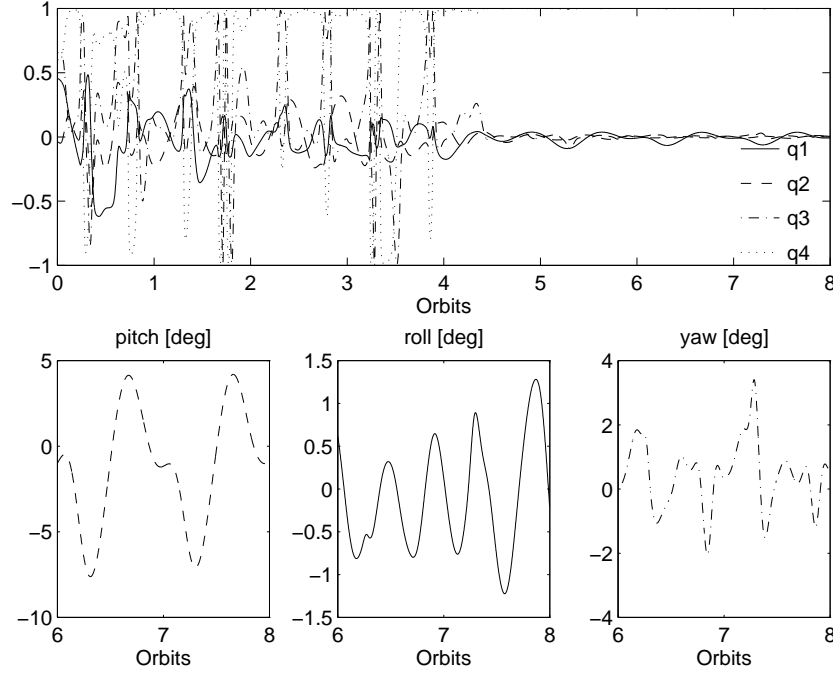 1
0.5
0
−0.5
−1
q1
q2
q3
q4
0 1 2 3 4 5 6 7 8
Orbits
pitch [deg] roll [deg] yaw [deg]
5
0
−5
−10
6 7 8
Orbits
1.5
1
0.5
0
−0.5
−1
−1.5
6 7 8
Orbits
4
2
0
−2
−4
6 7 8
Orbits